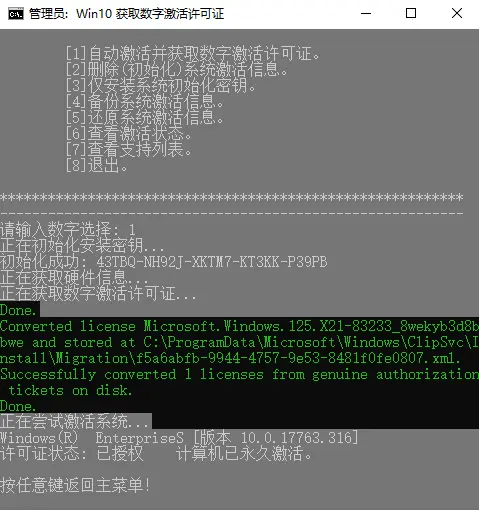 管理员: Win10 获取数字激活许可证
[1]自动激活并获取数字激活许可证。
[2]删除(初始化)系统激活信息。
[3]仅安装系统初始化密钥。
[4]备份系统激活信息。
[5]还原系统激活信息。
[6]查看激活状态。
[7]查看支持列表。
[8]退出。
**********************************************************
----------------------------------------------------------
请输入数字选择: 1
正在初始化安装密钥...
初始化成功: 43TBQ-NH92J-XKTM7-KT3KK-P39PB
正在获取硬件信息...
正在获取数字激活许可证...
Done.
Converted license Microsoft.Windows.125.X21-83233_8wekyb3d8b
bwe and stored at C:\ProgramData\Microsoft\Windows\ClipSvc\I
nstall\Migration\f5a6abfb-9944-4757-9e53-8481f0fe0807.xml.
Successfully converted 1 licenses from genuine authorization
tickets on disk.
Done.
正在尝试激活系统...
Windows(R) EnterpriseS [版本 10.0.17763.316]
许可证状态: 已授权 计算机已永久激活。
按任意键返回主菜单!